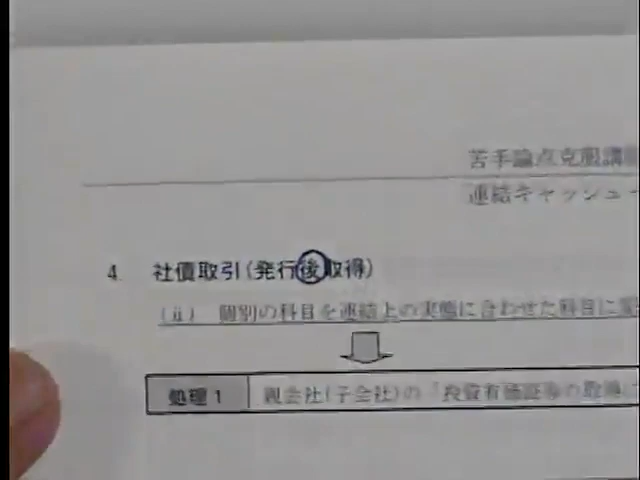 苦手論点克服講
連結キャッシュ
4. 社債取引(発行後取得)
(ⅱ) 個別の科目を連結上の実態に合わせた科目に
処理1 親会社(子会社)の「投資有価証券の取得